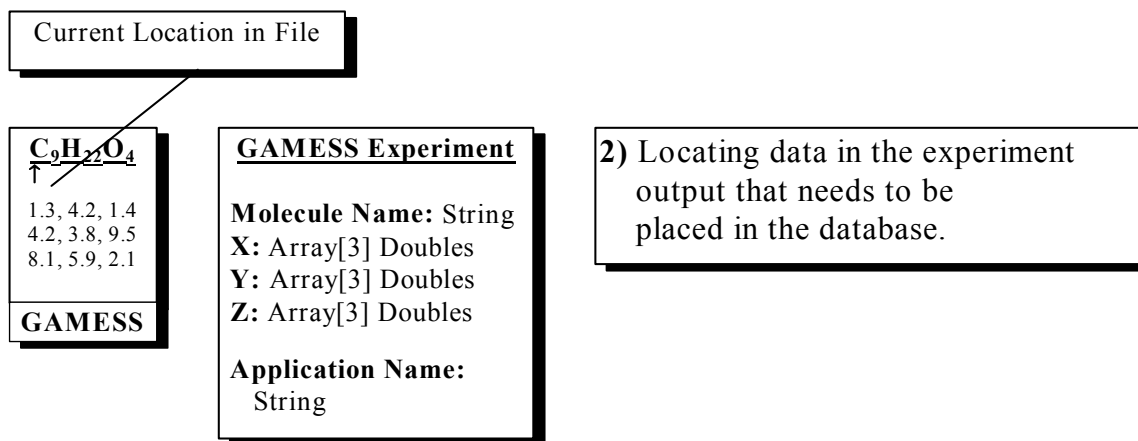 Current Location in File
C₉H₂₂O₄
↑
1.3, 4.2, 1.4
4.2, 3.8, 9.5
8.1, 5.9, 2.1
GAMESS
GAMESS Experiment
Molecule Name: String
X: Array[3] Doubles
Y: Array[3] Doubles
Z: Array[3] Doubles
Application Name:
String
2) Locating data in the experiment
output that needs to be
placed in the database.